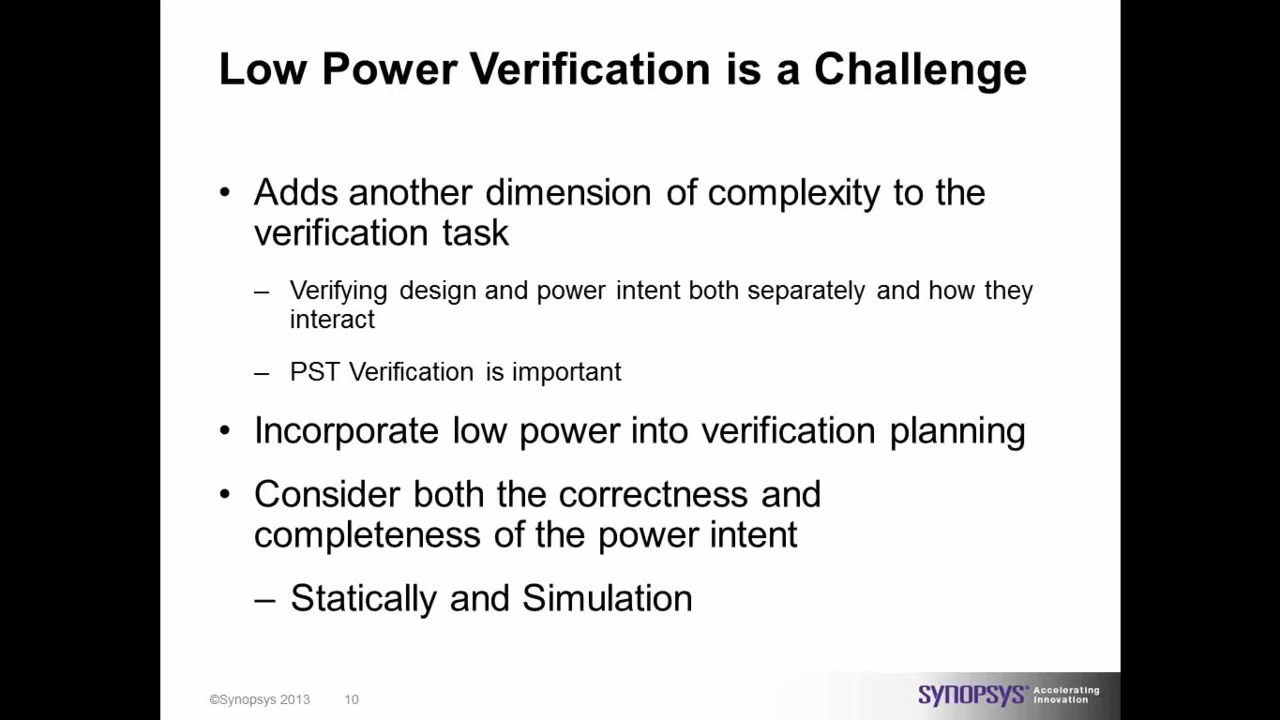 Low Power Verification is a Challenge
• Adds another dimension of complexity to the
verification task
– Verifying design and power intent both separately and how they
interact
– PST Verification is important
• Incorporate low power into verification planning
• Consider both the correctness and
completeness of the power intent
– Statically and Simulation
©Synopsys 2013 10
SYNOPSYS® Accelerating
Innovation